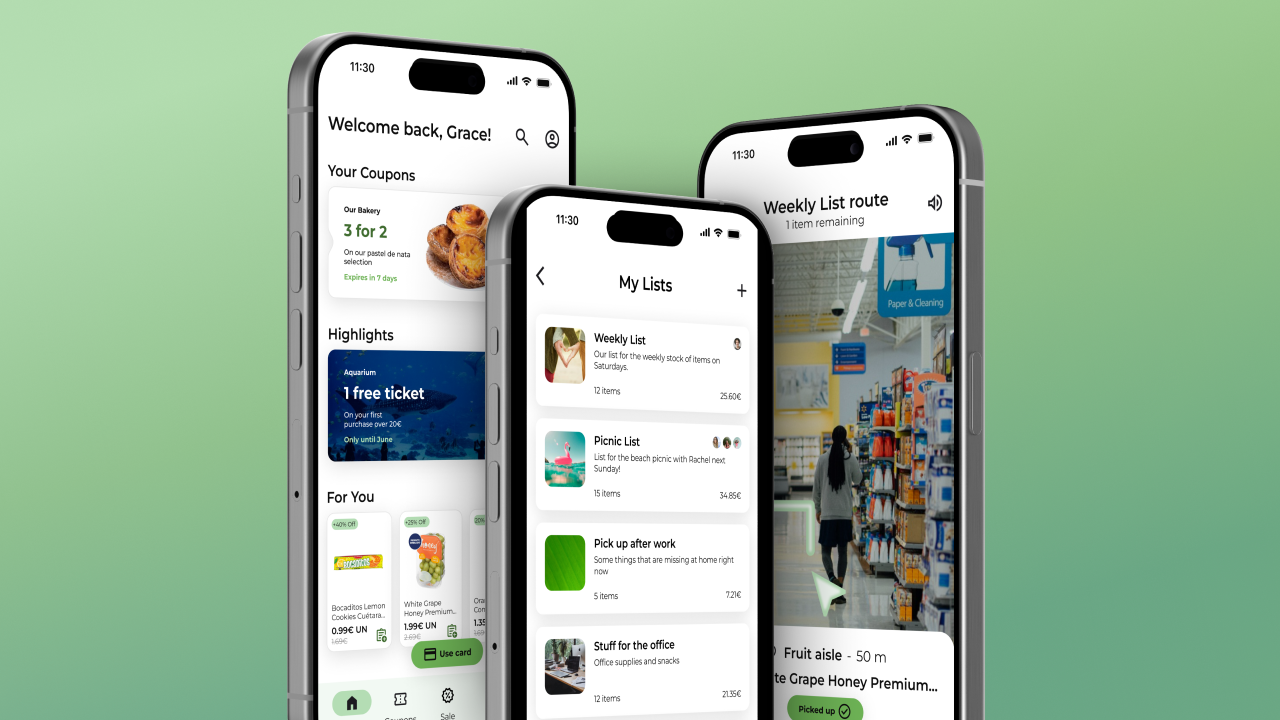 11:30
Welcome back, Grace!
Your Coupons
Our Bakery
3 for 2
On our pastel de nata
selection
Expires in 7 days
Highlights
Aquarium
1 free ticket
On your first
purchase over 20€
Only until June
For You
+40% Off
Bocaditos Lemon
Cookies Cuétara...
0.99€ UN
1.69€
+25% Off
White Grape
Honey Premium...
1.99€ UN
2.69€
20%
Ora
Con
1.35
Use card
Coupons
Sale
11:30
My Lists
+
Weekly List
Our list for the weekly stock of items on
Saturdays.
12 items
25.60€
Picnic List
List for the beach picnic with Rachel next
Sunday!
15 items
34.85€
Pick up after work
Some things that are missing at home right
now
5 items
7.21€
Stuff for the office
Office supplies and snacks
12 items
21.35€
11:30
Weekly List route
1 item remaining
Paper & Cleaning
Fruit aisle - 50 m
te Grape Honey Premium...
Picked up